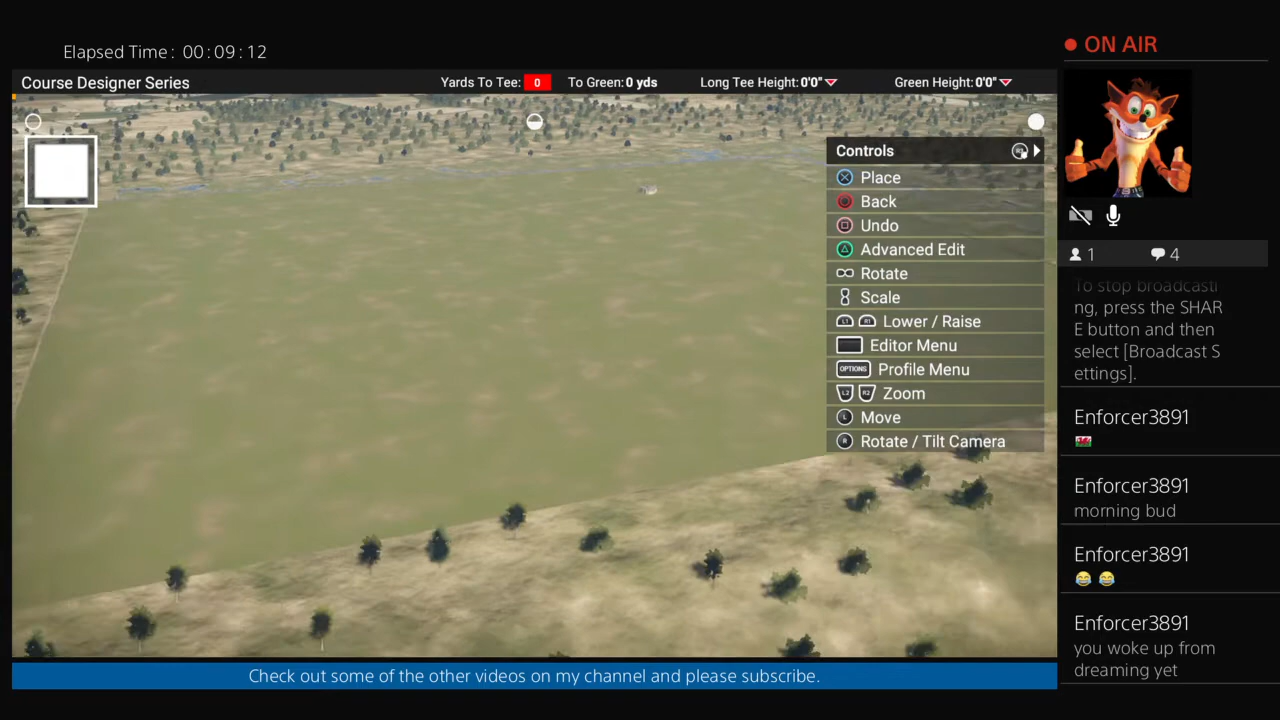 Elapsed Time: 00:09:12
ON AIR
Course Designer Series
Yards To Tee: 0
To Green: 0 yds
Long Tee Height: 0'0"
Green Height: 0'0"
Controls
Place
Back
Undo
Advanced Edit
Rotate
Scale
L1 R1 Lower / Raise
Editor Menu
OPTIONS Profile Menu
L2 R2 Zoom
L Move
R Rotate / Tilt Camera
1
4
To stop broadcasti
ng, press the SHAR
E button and then
select [Broadcast S
ettings].
Enforcer3891
Enforcer3891
morning bud
Enforcer3891
Enforcer3891
you woke up from
dreaming yet
Check out some of the other videos on my channel and please subscribe.